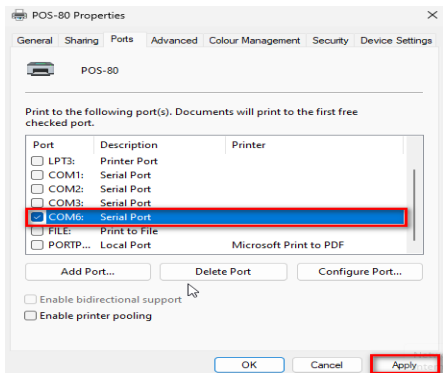 POS-80 Properties
General Sharing Ports Advanced Colour Management Security Device Settings
POS-80
Print to the following port(s). Documents will print to the first free
checked port.
Port Description Printer
LPT3: Printer Port
COM1: Serial Port
COM2: Serial Port
COM3: Serial Port
COM6: Serial Port
FILE: Print to File
PORTP... Local Port Microsoft Print to PDF
Add Port... Delete Port Configure Port...
Enable bidirectional support
Enable printer pooling
OK Cancel Apply